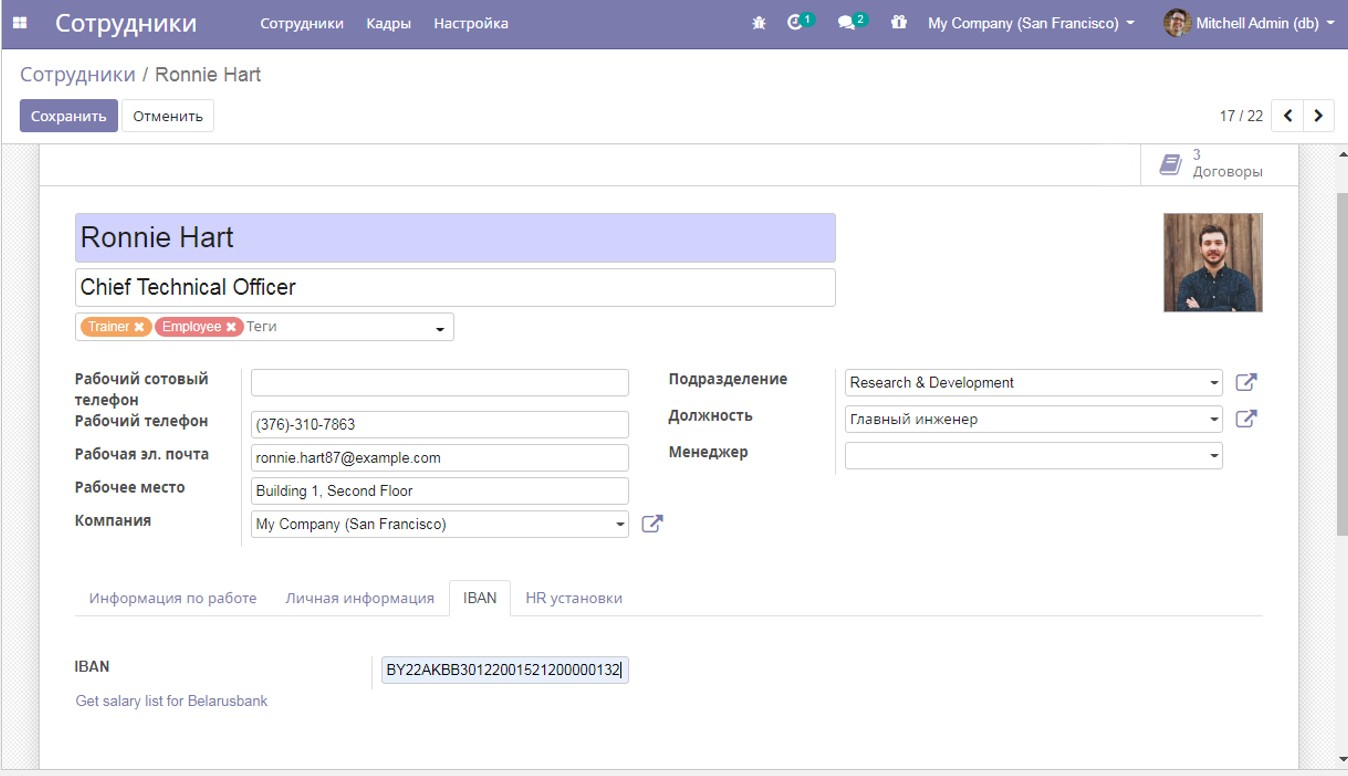 Сотрудники Сотрудники Кадры Настройка 1 2 My Company (San Francisco) Mitchell Admin (db)
Сотрудники / Ronnie Hart
Сохранить Отменить 17 / 22
3
Договоры
Ronnie Hart
Chief Technical Officer
Trainer Employee Теги
Рабочий сотовый телефон
Рабочий телефон (376)-310-7863
Рабочая эл. почта ronnie.hart87@example.com
Рабочее место Building 1, Second Floor
Компания My Company (San Francisco)
Подразделение Research & Development
Должность Главный инженер
Менеджер
Информация по работе Личная информация IBAN HR установки
IBAN BY22AKBB30122001521200000132
Get salary list for Belarusbank